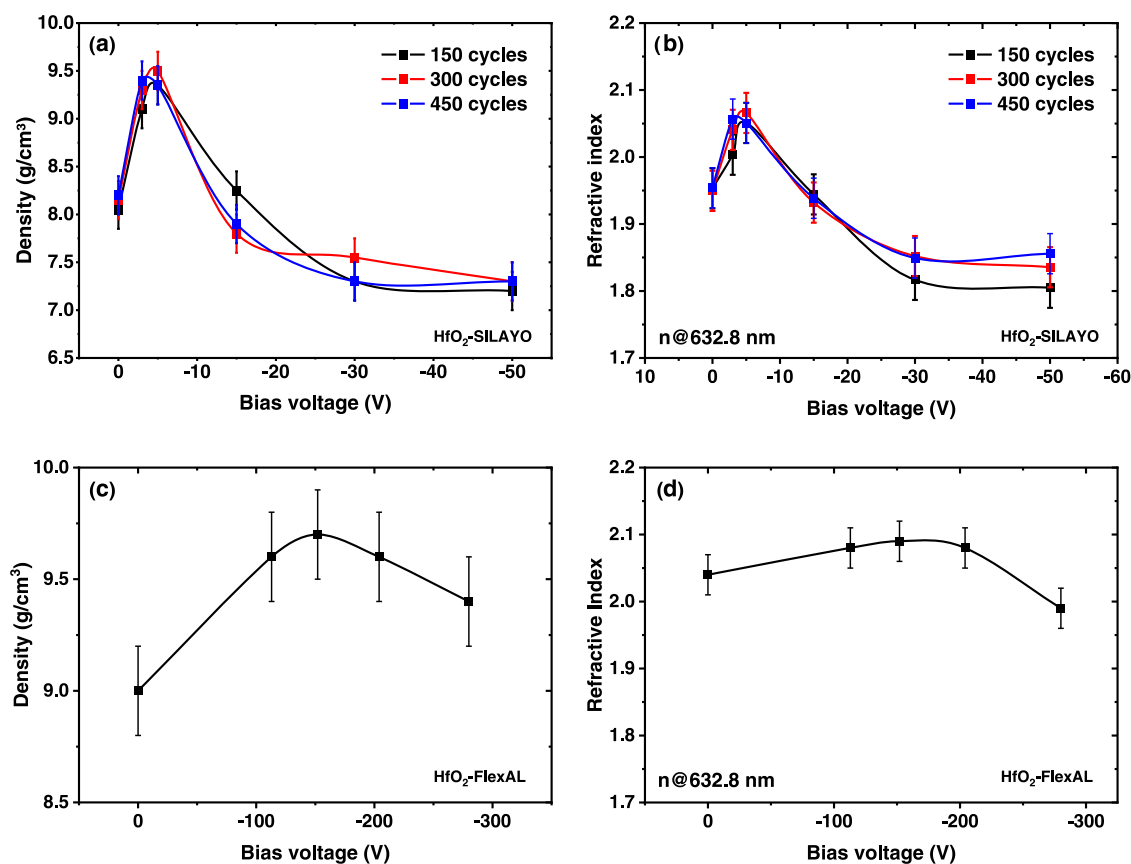 (a)
150 cycles
300 cycles
450 cycles
Density (g/cm³)
10.0
9.5
9.0
8.5
8.0
7.5
7.0
6.5
0 -10 -20 -30 -40 -50
HfO₂-SILAYO
Bias voltage (V)
(b)
150 cycles
300 cycles
450 cycles
Refractive index
2.2
2.1
2.0
1.9
1.8
1.7
10 0 -10 -20 -30 -40 -50 -60
n@632.8 nm
HfO₂-SILAYO
Bias voltage (V)
(c)
Density (g/cm³)
10.0
9.5
9.0
8.5
0 -100 -200 -300
HfO₂-FlexAL
Bias voltage (V)
(d)
Refractive Index
2.2
2.1
2.0
1.9
1.8
1.7
0 -100 -200 -300
n@632.8 nm
HfO₂-FlexAL
Bias voltage (V)